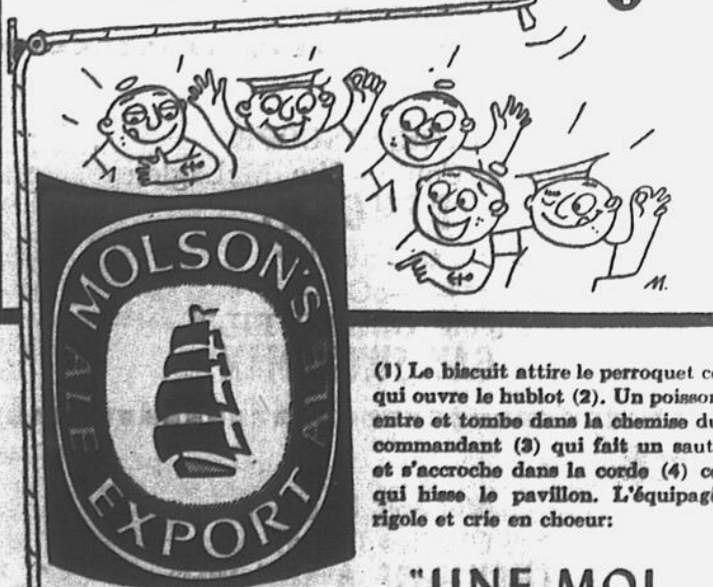 M.
MOLSON'S
ALE ALE
EXPORT
(1) Le biscuit attire le perroquet ce
qui ouvre le hublot (2). Un poisson
entre et tombe dans la chemise du
commandant (3) qui fait un saut
et s'accroche dans la corde (4) ce
qui hisse le pavillon. L'équipage
rigole et crie en choeur:
"UNE MOL